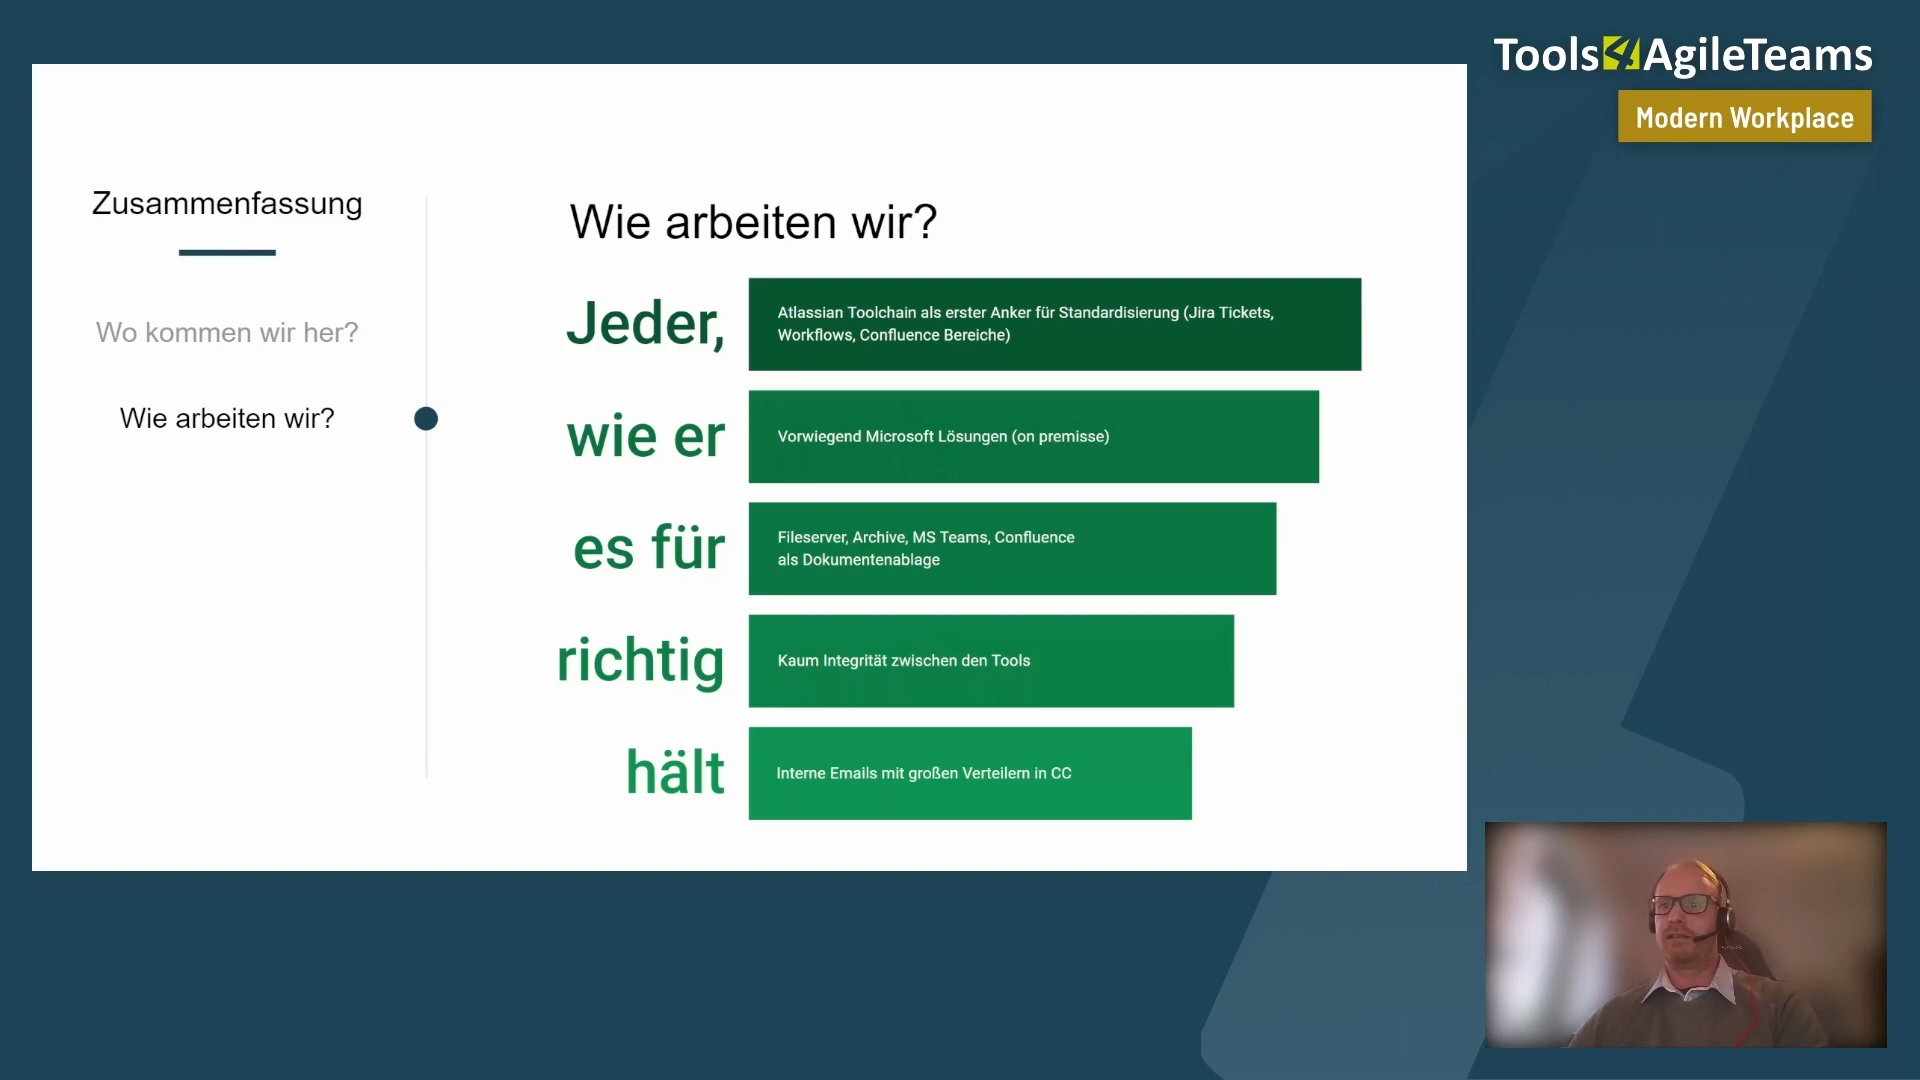 Tools4AgileTeams
Modern Workplace
Zusammenfassung
Wo kommen wir her?
Wie arbeiten wir?
Wie arbeiten wir?
Jeder,
Atlassian Toolchain als erster Anker für Standardisierung (Jira Tickets,
Workflows, Confluence Bereiche)
wie er
Vorwiegend Microsoft Lösungen (on premisse)
es für
Fileserver, Archive, MS Teams, Confluence
als Dokumentenablage
richtig
Kaum Integrität zwischen den Tools
hält
Interne Emails mit großen Verteilern in CC